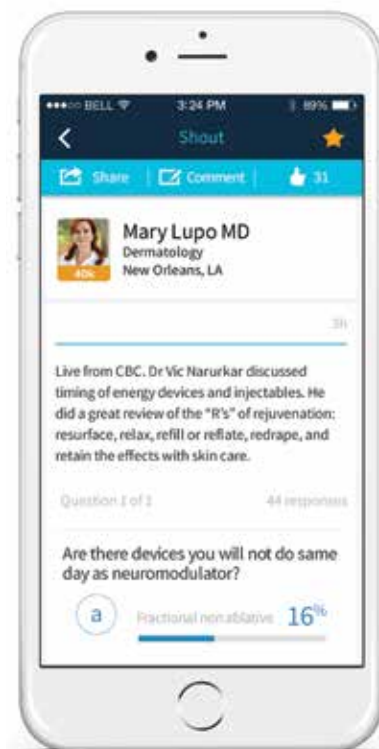 BELL 3:24 PM 89%
Shout
Share Comment 31
40k
Mary Lupo MD
Dermatology
New Orleans, LA
3h
Live from CBC. Dr Vic Narurkar discussed
timing of energy devices and injectables. He
did a great review of the “R’s” of rejuvenation:
resurface, relax, refill or reflate, redrape, and
retain the effects with skin care.
Question 1 of 1 44 responses
Are there devices you will not do same
day as neuromodulator?
a Fractional non ablative 16%